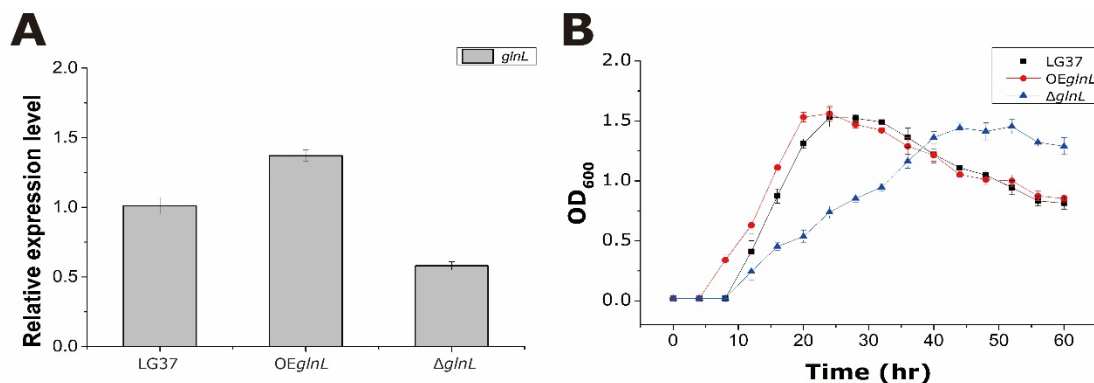 A
glnL
Relative expression level
2.0
1.5
1.0
0.5
0.0
LG37
OEglnL
ΔglnL
B
LG37
OEglnL
ΔglnL
OD600
2.0
1.5
1.0
0.5
0.0
0 10 20 30 40 50 60
Time (hr)